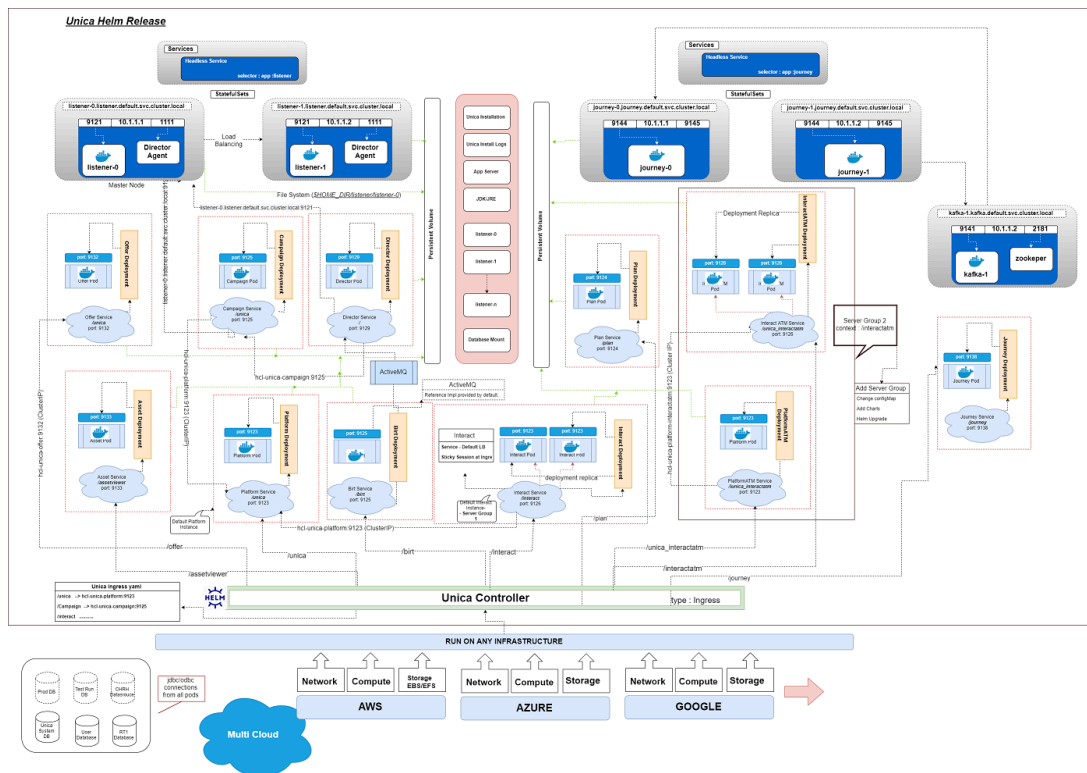 Unica Helm Release
Services
Headless Service
selector : app :listener
StatefulSets
Services
Headless Service
selector : app :journey
StatefulSets
listener-0.listener.default.svc.cluster.local
9121 10.1.1.1 1111
listener-0
Director
Agent
Master Node
Load
Balancing
listener-1.listener.default.svc.cluster.local
9121 10.1.1.2 1111
listener-1
Director
Agent
File System ($HOME_DIR/listener/listener-0)
listener-0.listener.default.svc.cluster.local 9121
listener-0.listener.default.svc.cluster.local 9121
Persistent Volume
Unica Installation
Unica Install Logs
App Server
JDK/JRE
listener-0
listener-1
listener-n
Database Mount
Persistent Volume
journey-0.journey.default.svc.cluster.local
9144 10.1.1.1 9145
journey-0
journey-1.journey.default.svc.cluster.local
9144 10.1.1.2 9145
journey-1
kafka-1.kafka.default.svc.cluster.local
9141 10.1.1.2 2181
kafka-1
zookeper
port: 9132
Offer Pod
Offer Deployment
Offer Service
/unica
port: 9132
port: 9125
Campaign Pod
Campaign Deployment
Campaign Service
/unica
port: 9125
port: 9129
Director Pod
Director Deployment
Director Service
/
port: 9129
port: 9124
Plan Pod
Plan Deployment
Plan Service
/plan
port: 9124
Deployment Replica
InteractATM Deployment
port: 9128
Pod
port: 9128
M
Pod
Interact ATM Service
/unica_interactatm
port: 9128
Server Group 2
context : /interactatm
Add Server Group
Change configMap
Add Charts
Helm Upgrade
port: 9138
Journey Pod
Journey Deployment
Journey Service
/journey
port: 9138
hcl-unica-offer 9132 (ClusterIP)
hcl-unica-platform 9123 (ClusterIP)
hcl-unica-campaign 9125
ActiveMQ
ActiveMQ
Reference Impl provided by default.
port: 9133
Asset Pod
Asset Deployment
Asset Service
/assetviewer
port: 9133
port: 9123
Platform Pod
Platform Deployment
Platform Service
/unica
port: 9123
Default Platform
Instance
Birt Deployment
Birt Service
/birt
Interact
Service - Default LB
Sticky Session at Ingre
port: 9123
Interact Pod
port: 9123
Interact Pod
Interact Deployment
deployment replica
Interact Service
/interact
port: 9126
Default Interact
Instance-
- Server Group
1
hcl-unica-platform 9123 (ClusterIP)
hcl-unica-platform-interactatm 9123 (Cluster IP)
port: 9123
Platform Pod
PlatformATM
Deployment
PlatformATM Service
/unica_interactatm
port: 9123
/offer
/assetviewer
/unica
/birt
/interact
/plan
/unica_interactatm
/interactatm
/journey
Unica Ingress yaml
/unica --> hcl-unica-platform:9123
/Campaign --> hcl-unica-campaign:9125
/interact ........
HELM
Unica Controller
type : Ingress
RUN ON ANY INFRASTRUCTURE
Network
Compute
Storage
EBS/EFS
AWS
Network
Compute
Storage
AZURE
Network
Compute
Storage
GOOGLE
Prod DB
Test Run
DB
Unica
System
DB
User
Database
RT1
Database
jdbc/odbc
connections
from all pods
Multi Cloud